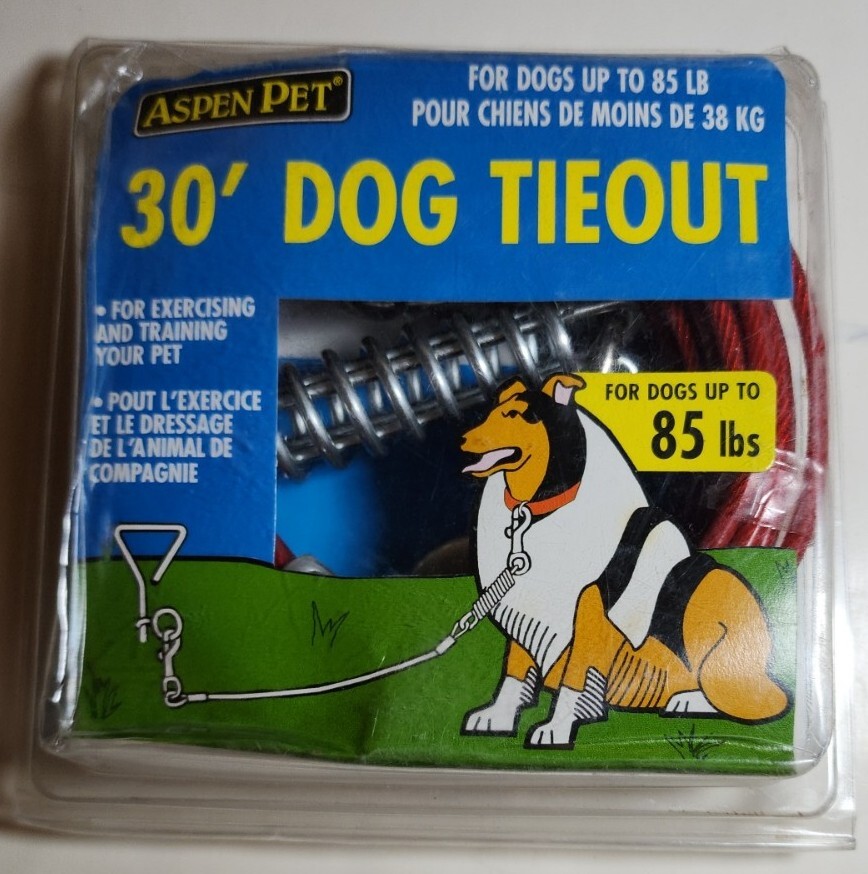 ASPEN PET®
FOR DOGS UP TO 85 LB
POUR CHIENS DE MOINS DE 38 KG
30' DOG TIEOUT
• FOR EXERCISING
AND TRAINING
YOUR PET
• POUT L'EXERCICE
ET LE DRESSAGE
DE L'ANIMAL DE
COMPAGNIE
FOR DOGS UP TO
85 lbs